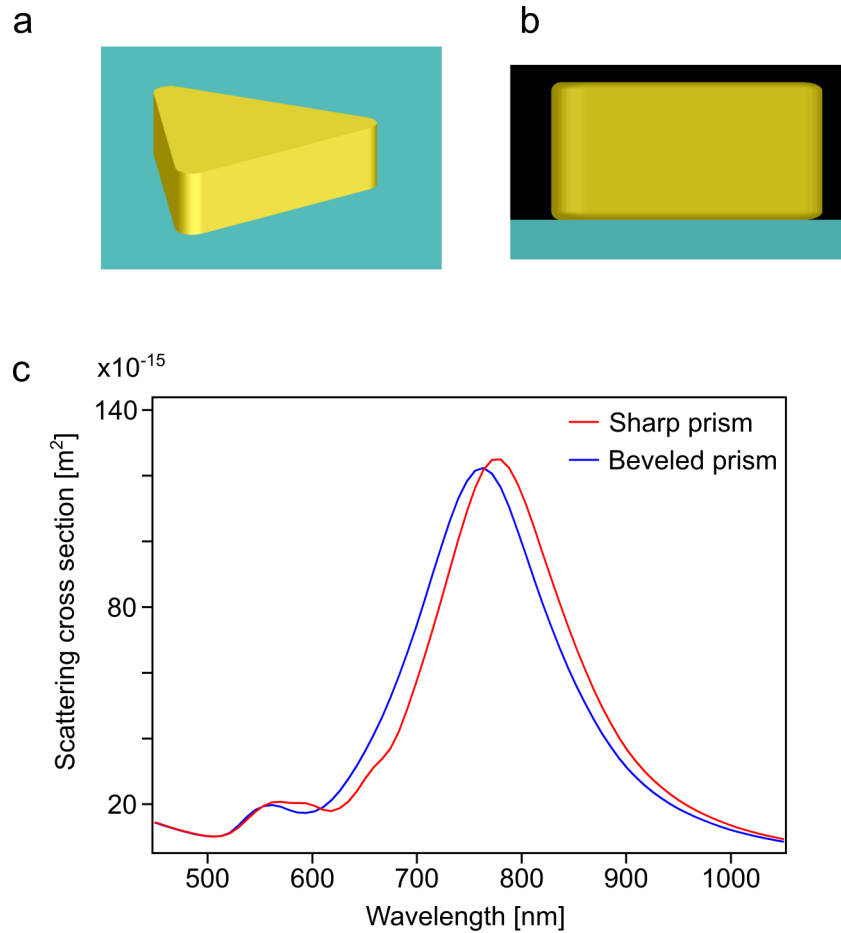 a
b
c
x10⁻¹⁵
140
80
20
Scattering cross section [m²]
Sharp prism
Beveled prism
500 600 700 800 900 1000
Wavelength [nm]